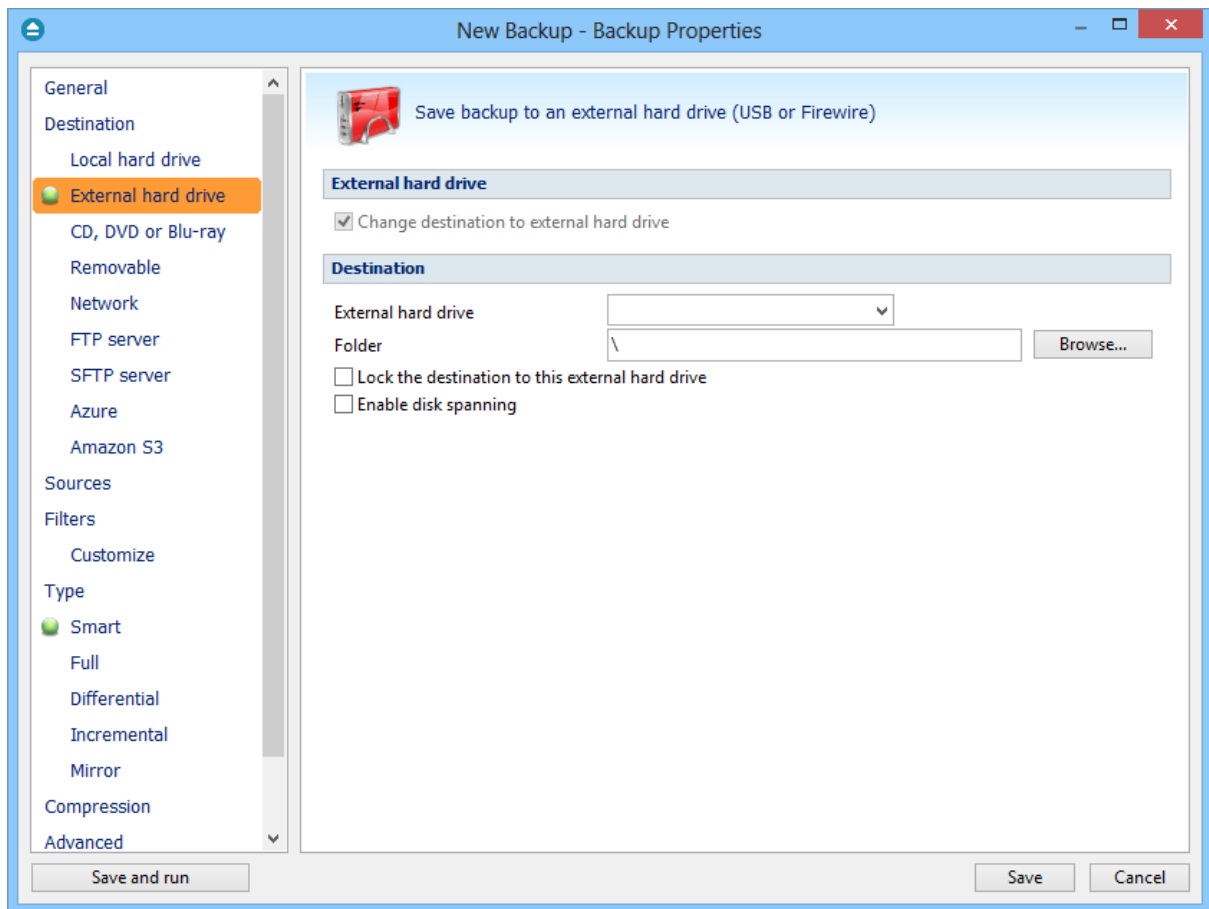 New Backup - Backup Properties
General
Destination
Local hard drive
External hard drive
CD, DVD or Blu-ray
Removable
Network
FTP server
SFTP server
Azure
Amazon S3
Sources
Filters
Customize
Type
Smart
Full
Differential
Incremental
Mirror
Compression
Advanced
Save backup to an external hard drive (USB or Firewire)
External hard drive
Change destination to external hard drive
Destination
External hard drive
Folder \ Browse...
Lock the destination to this external hard drive
Enable disk spanning
Save and run Save Cancel